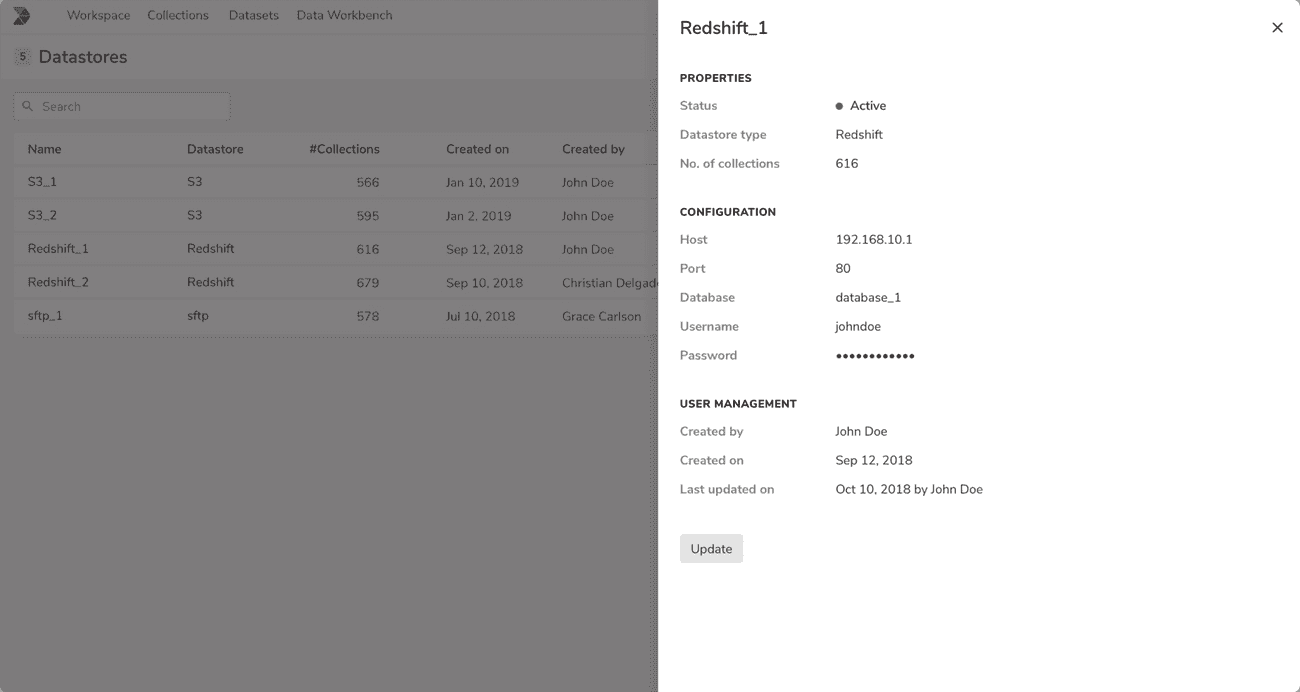 Workspace Collections Datasets Data Workbench
5 Datastores
Search
Name Datastore #Collections Created on Created by
S3_1 S3 566 Jan 10, 2019 John Doe
S3_2 S3 595 Jan 2, 2019 John Doe
Redshift_1 Redshift 616 Sep 12, 2018 John Doe
Redshift_2 Redshift 679 Sep 10, 2018 Christian Delgad
sftp_1 sftp 578 Jul 10, 2018 Grace Carlson
Redshift_1
PROPERTIES
Status Active
Datastore type Redshift
No. of collections 616
CONFIGURATION
Host 192.168.10.1
Port 80
Database database_1
Username johndoe
Password ••••••••••••
USER MANAGEMENT
Created by John Doe
Created on Sep 12, 2018
Last updated on Oct 10, 2018 by John Doe
Update